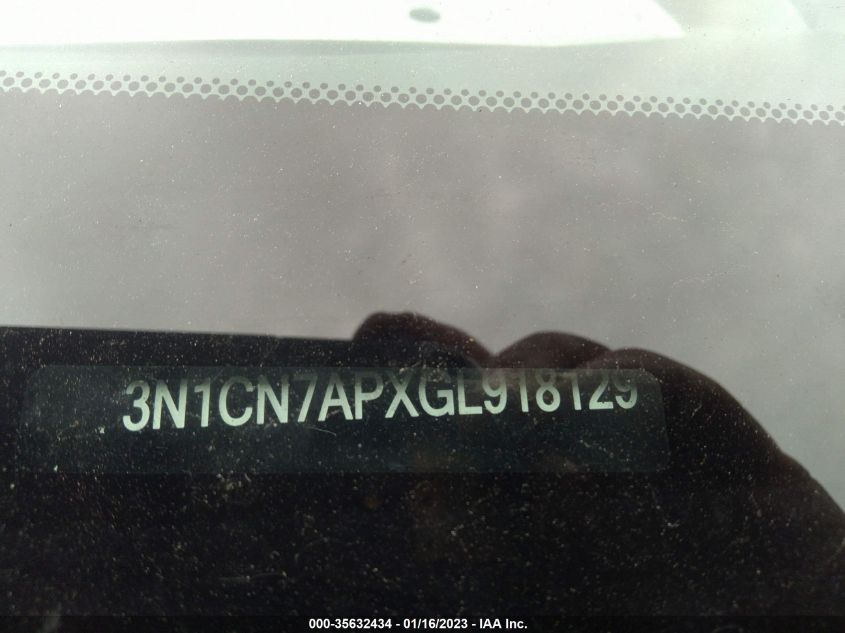 3N1CN7APXGL918129
000-35632434 - 01/16/2023 - IAA Inc.